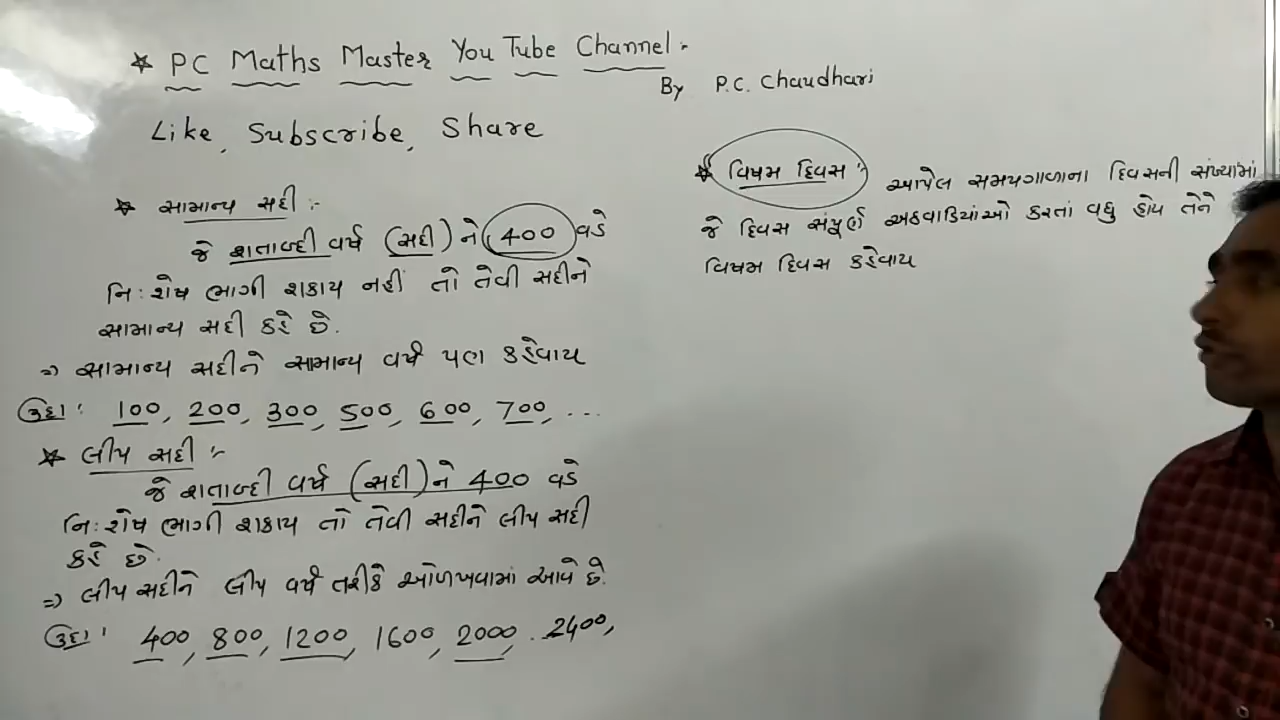 * PC Maths Master You Tube Channel :-
By P.C. Chaudhari
Like, Subscribe, Share
* સામાન્ય સદી :-
જે શતાબ્દી વર્ષ (સદી) ને (400) વડે
નિ:શેષ ભાગી શકાય નહીં તો તેવી સદીને
સામાન્ય સદી કહે છે.
=> સામાન્ય સદીને સામાન્ય વર્ષ પણ કહેવાય
ઉદા: 100, 200, 300, 500, 600, 700, ...
* લીપ સદી :-
જે શતાબ્દી વર્ષ (સદી) ને 400 વડે
નિ:શેષ ભાગી શકાય તો તેવી સદીને લીપ સદી
કહે છે.
=> લીપ સદીને લીપ વર્ષ તરીકે ઓળખવામાં આવે છે.
ઉદા: 400, 800, 1200, 1600, 2000, . 2400,
* વિષમ દિવસ :- આપેલ સમયગાળાના દિવસની સંખ્યામાં
જે દિવસ સંપૂર્ણ અઠવાડિયાંઓ કરતાં વધુ હોય તેને
વિષમ દિવસ કહેવાય